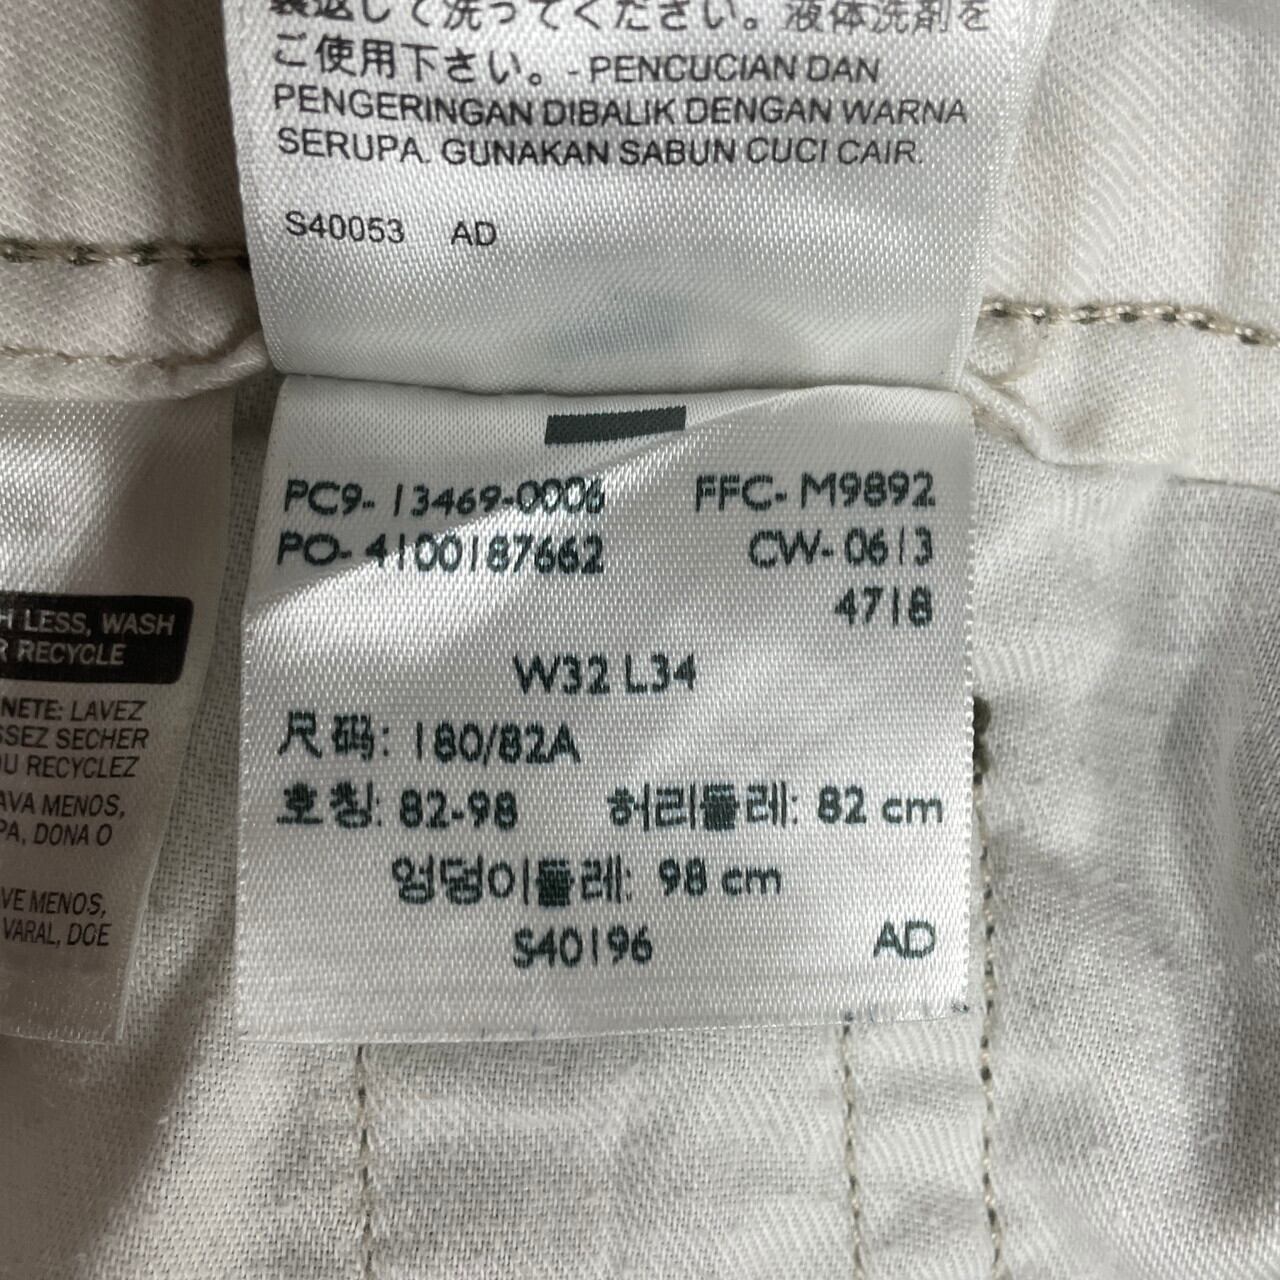 裏返して洗ってください。液体洗剤を
ご使用下さい。- PENCUCIAN DAN
PENGERINGAN DIBALIK DENGAN WARNA
SERUPA. GUNAKAN SABUN CUCI CAIR.
S40053 AD
PC9- 13469-0006 FFC- M9892
PO- 4100187662 CW- 0613
4718
W32 L34
尺码: 180/82A
호칭: 82-98 허리둘레: 82 cm
엉덩이둘레: 98 cm
S40196 AD
LESS, WASH
RECYCLE
NETE: LAVEZ
SSEZ SECHER
OU RECYCLEZ
AVA MENOS,
PA, DONA O
VE MENOS,
VARAL, DOE